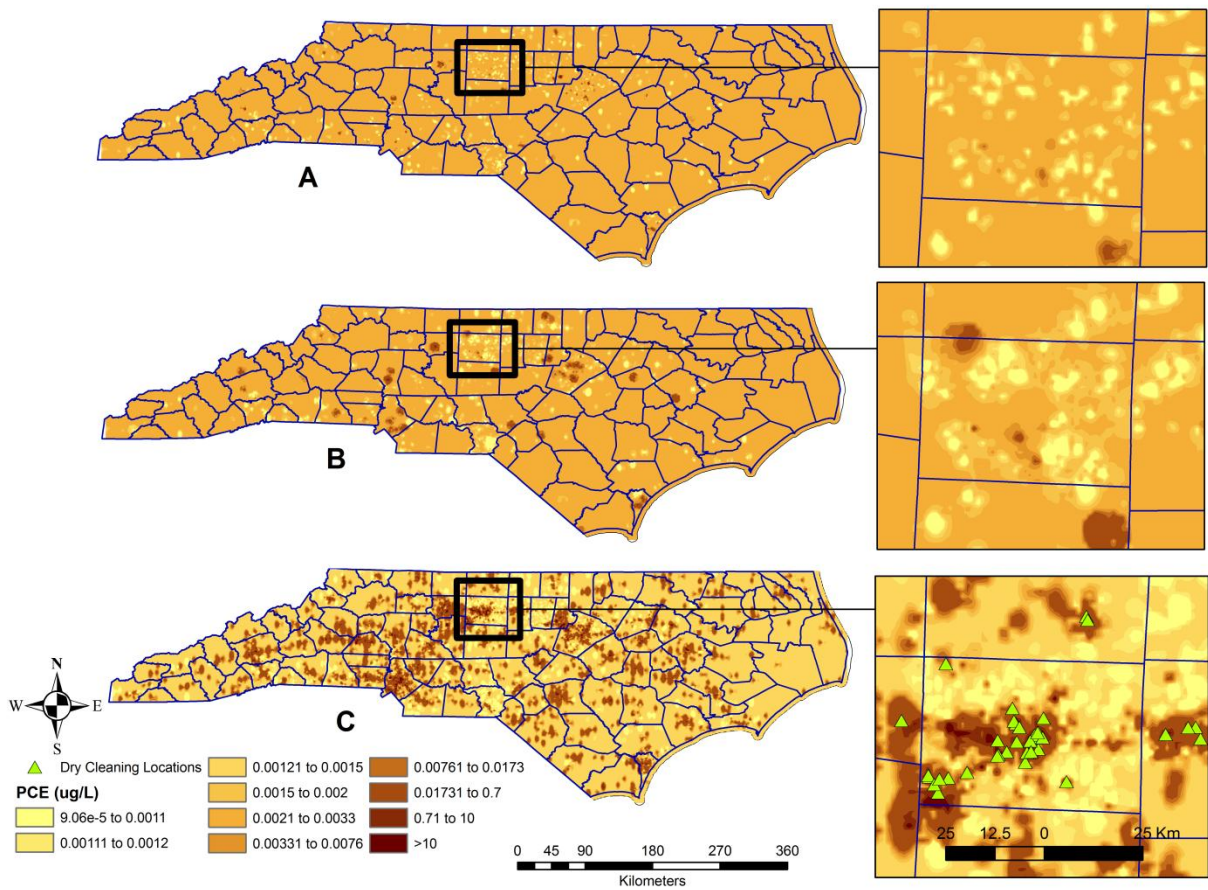 A
B
C
N
W E
S
Dry Cleaning Locations
PCE (ug/L)
9.06e-5 to 0.0011
0.00111 to 0.0012
0.00121 to 0.0015
0.0015 to 0.002
0.0021 to 0.0033
0.00331 to 0.0076
0.00761 to 0.0173
0.01731 to 0.7
0.71 to 10
>10
0 45 90 180 270 360
Kilometers
25 12.5 0 25 Km